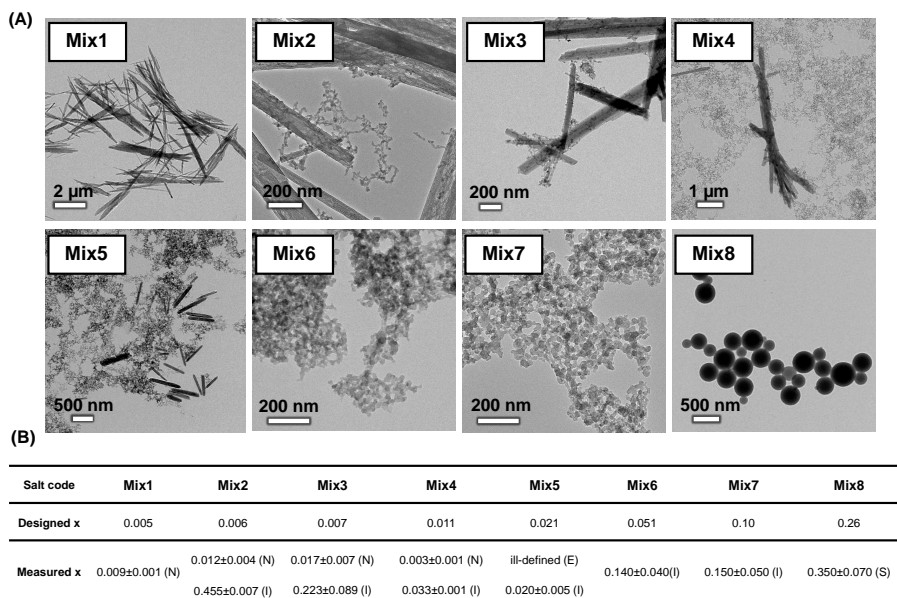 (A)
Mix1
Mix2
Mix3
Mix4
2 µm
200 nm
200 nm
1 µm
Mix5
Mix6
Mix7
Mix8
500 nm
200 nm
200 nm
500 nm
(B)
Salt code Mix1 Mix2 Mix3 Mix4 Mix5 Mix6 Mix7 Mix8
Designed x 0.005 0.006 0.007 0.011 0.021 0.051 0.10 0.26
Measured x 0.009±0.001 (N) 0.012±0.004 (N) 0.017±0.007 (N) 0.003±0.001 (N) ill-defined (E) 0.140±0.040(I) 0.150±0.050 (I) 0.350±0.070 (S)
0.455±0.007 (I) 0.223±0.089 (I) 0.033±0.001 (I) 0.020±0.005 (I)